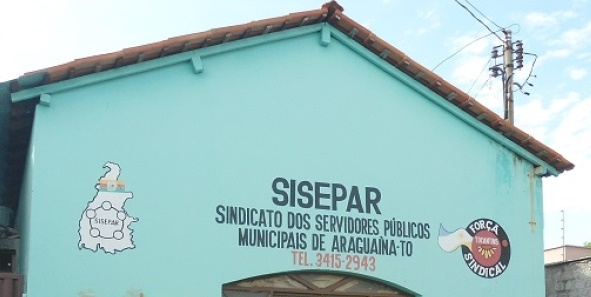 SISEPAR
SINDICATO DOS SERVIDORES PÚBLICOS
MUNICIPAIS DE ARAGUAÍNA-TO
TEL. 3415-2943
SISEPAR
FORÇA
TOCANTINS
SINDICAL